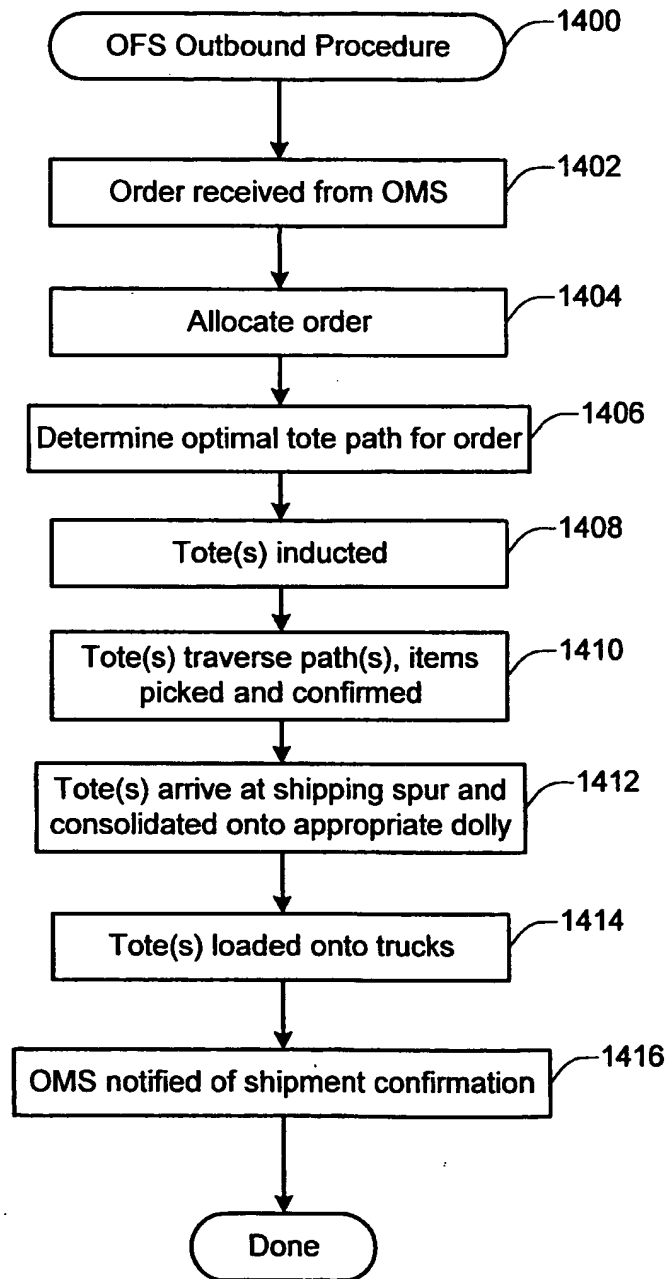 OFS Outbound Procedure
1400
Order received from OMS
1402
Allocate order
1404
Determine optimal tote path for order
1406
Tote(s) inducted
1408
Tote(s) traverse path(s), items
picked and confirmed
1410
Tote(s) arrive at shipping spur and
consolidated onto appropriate dolly
1412
Tote(s) loaded onto trucks
1414
OMS notified of shipment confirmation
1416
Done